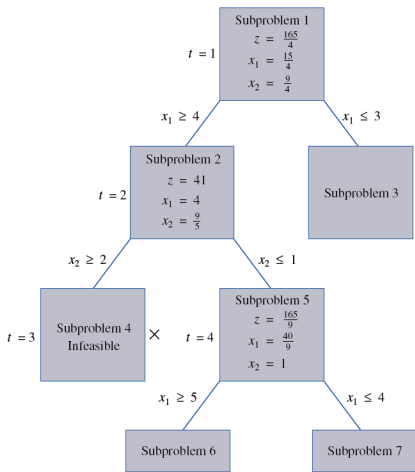 Subproblem 1
z = 165/4
t = 1
x₁ = 15/4
x₂ = 9/4
x₁ ≥ 4
x₁ ≤ 3
Subproblem 2
z = 41
t = 2
x₁ = 4
x₂ = 9/5
Subproblem 3
x₂ ≥ 2
x₂ ≤ 1
t = 3
Subproblem 4
Infeasible
×
t = 4
Subproblem 5
z = 165/9
x₁ = 40/9
x₂ = 1
x₁ ≥ 5
x₁ ≤ 4
Subproblem 6
Subproblem 7